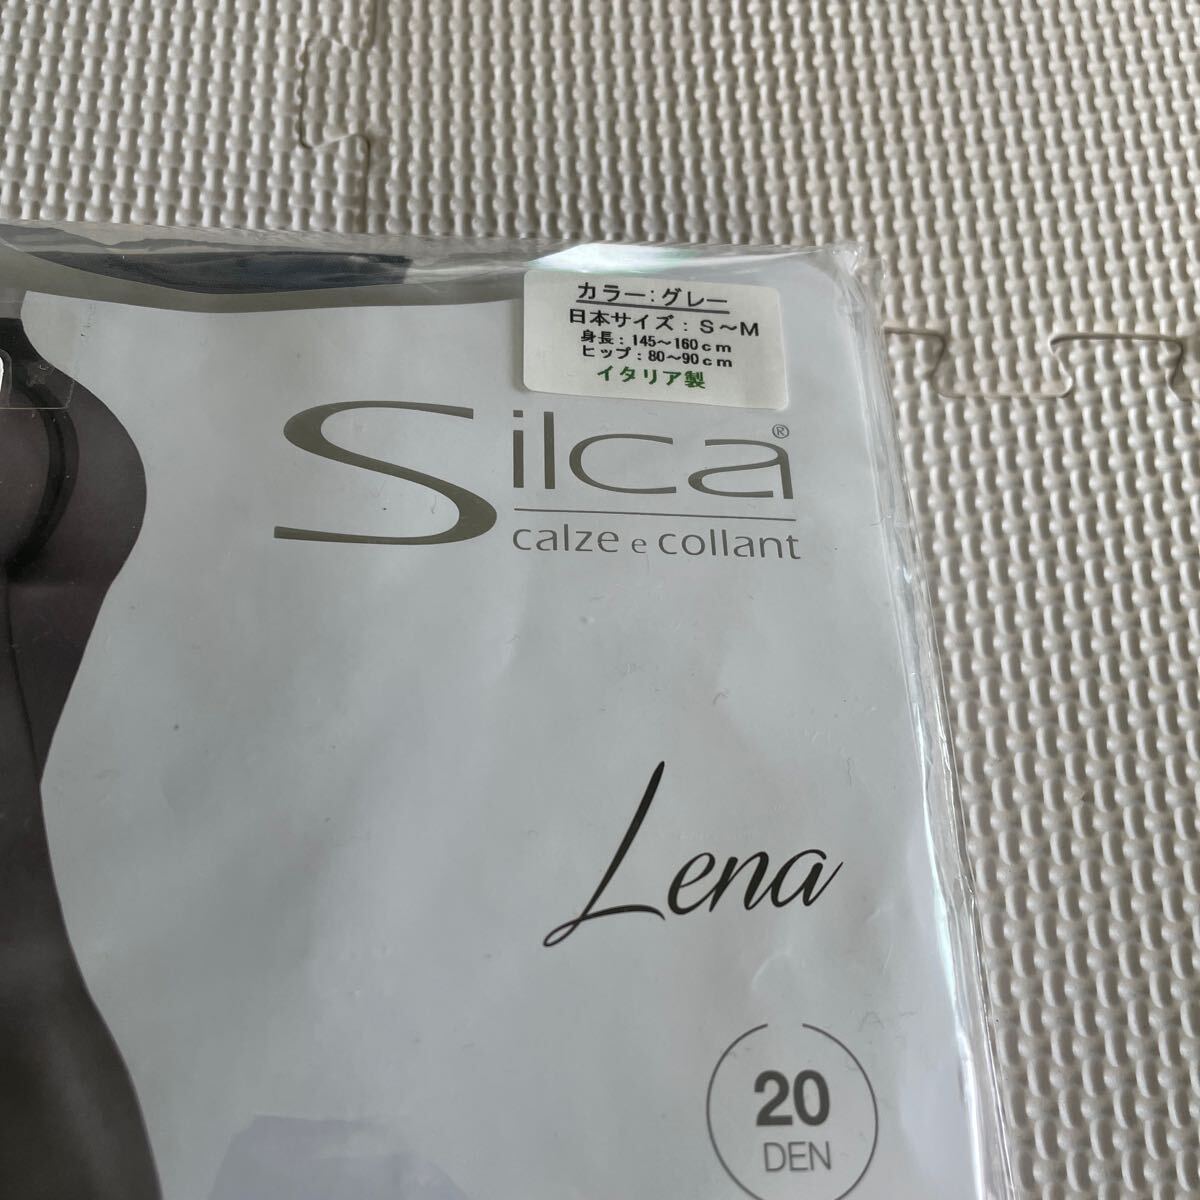 カラー:グレー
日本サイズ:S～M
身長:145～160cm
ヒップ:80～90cm
イタリア製
Silca®
calze e collant
Lena
20
DEN